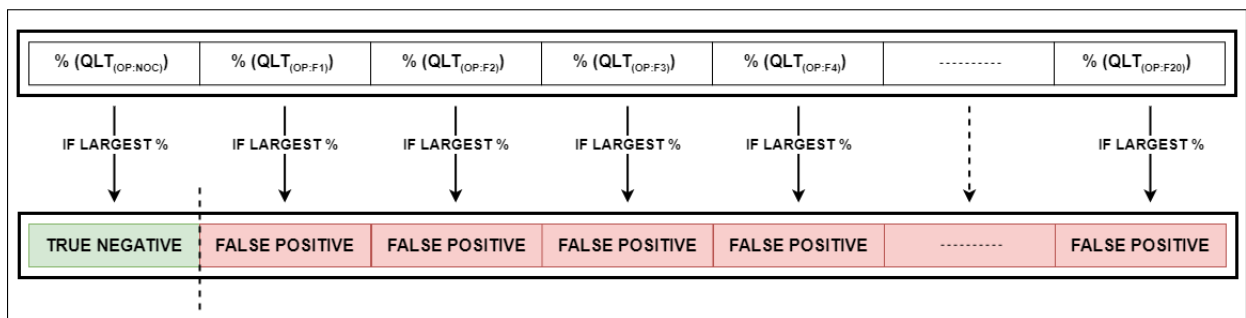 % (QLT(OP:NOC)) % (QLT(OP:F1)) % (QLT(OP:F2)) % (QLT(OP:F3)) % (QLT(OP:F4)) ---------- % (QLT(OP:F20))
IF LARGEST % IF LARGEST % IF LARGEST % IF LARGEST % IF LARGEST % IF LARGEST %
TRUE NEGATIVE FALSE POSITIVE FALSE POSITIVE FALSE POSITIVE FALSE POSITIVE ---------- FALSE POSITIVE